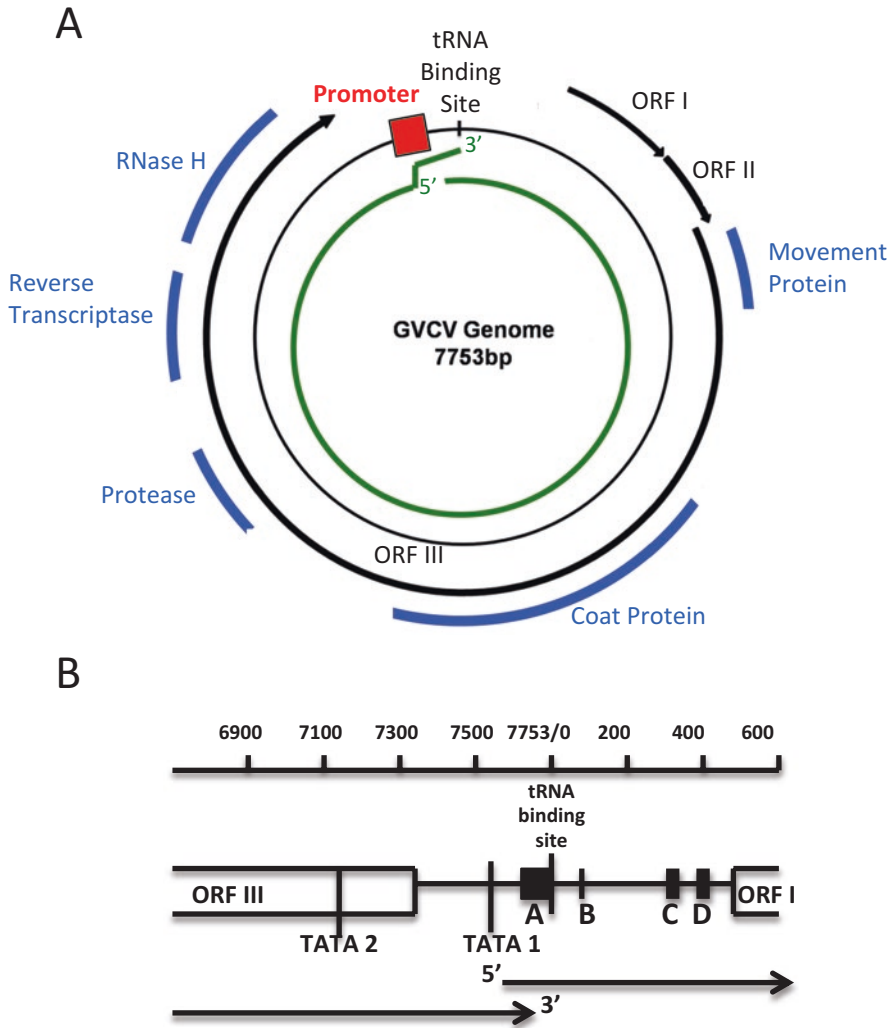 A
tRNA
Binding
Site
Promoter
ORF I
RNase H
3’
ORF II
5’
Movement
Protein
Reverse
Transcriptase
GVCV Genome
7753bp
Protease
ORF III
Coat Protein
B
6900 7100 7300 7500 7753/0 200 400 600
tRNA
binding
site
ORF III ORF I
A B C D
TATA 2 TATA 1
5’
3’